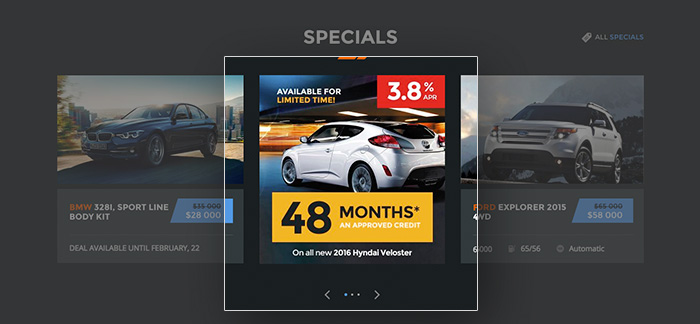 SPECIALS
ALL SPECIALS
BMW 328I, SPORT LINE
BODY KIT
$35 000
$28 000
DEAL AVAILABLE UNTIL FEBRUARY, 22
AVAILABLE FOR
LIMITED TIME!
3.8%
APR
48 MONTHS*
AN APPROVED CREDIT
On all new 2016 Hyndai Veloster
FORD EXPLORER 2015
4WD
$65 000
$58 000
65/56
Automatic